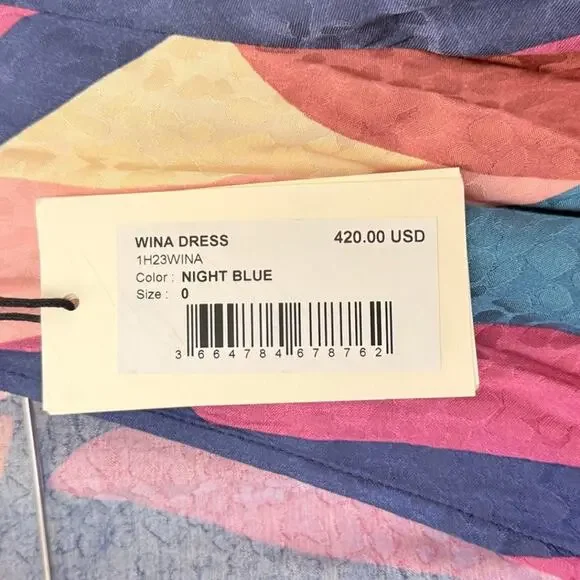 WINA DRESS 420.00 USD
1H23WINA
Color : NIGHT BLUE
Size : 0
3 664784 678762